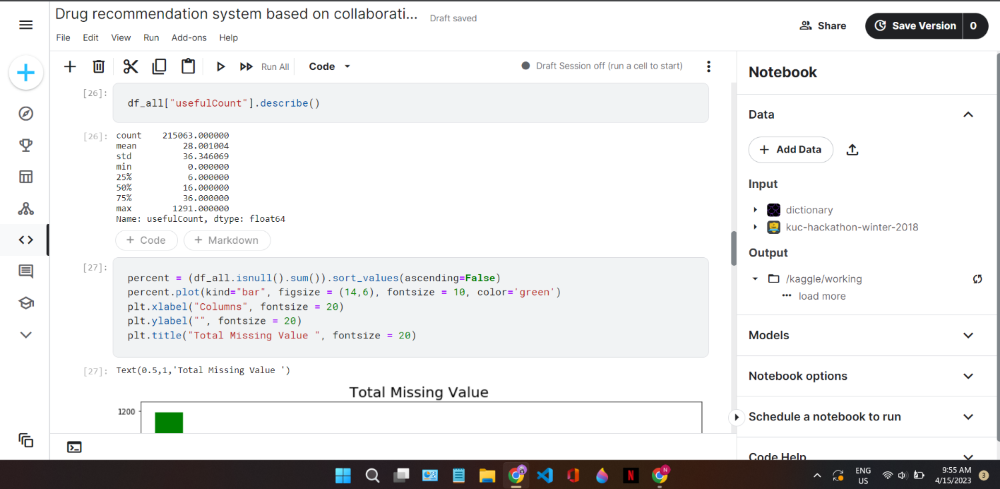 Drug recommendation system based on collaborati... Draft saved
File Edit View Run Add-ons Help
Share
Save Version 0
Run All Code Draft Session off (run a cell to start)
[26]:
df_all["usefulCount"].describe()
[26]:
count 215063.000000
mean 28.001004
std 36.346069
min 0.000000
25% 6.000000
50% 16.000000
75% 36.000000
max 1291.000000
Name: usefulCount, dtype: float64
+ Code + Markdown
[27]:
percent = (df_all.isnull().sum()).sort_values(ascending=False)
percent.plot(kind="bar", figsize = (14,6), fontsize = 10, color='green')
plt.xlabel("Columns", fontsize = 20)
plt.ylabel("", fontsize = 20)
plt.title("Total Missing Value ", fontsize = 20)
[27]:
Text(0.5,1,'Total Missing Value ')
Total Missing Value
1200
Notebook
Data
+ Add Data
Input
dictionary
kuc-hackathon-winter-2018
Output
/kaggle/working
... load more
Models
Notebook options
Schedule a notebook to run
Code Help
N
N
ENG
US
9:55 AM
4/15/2023
3